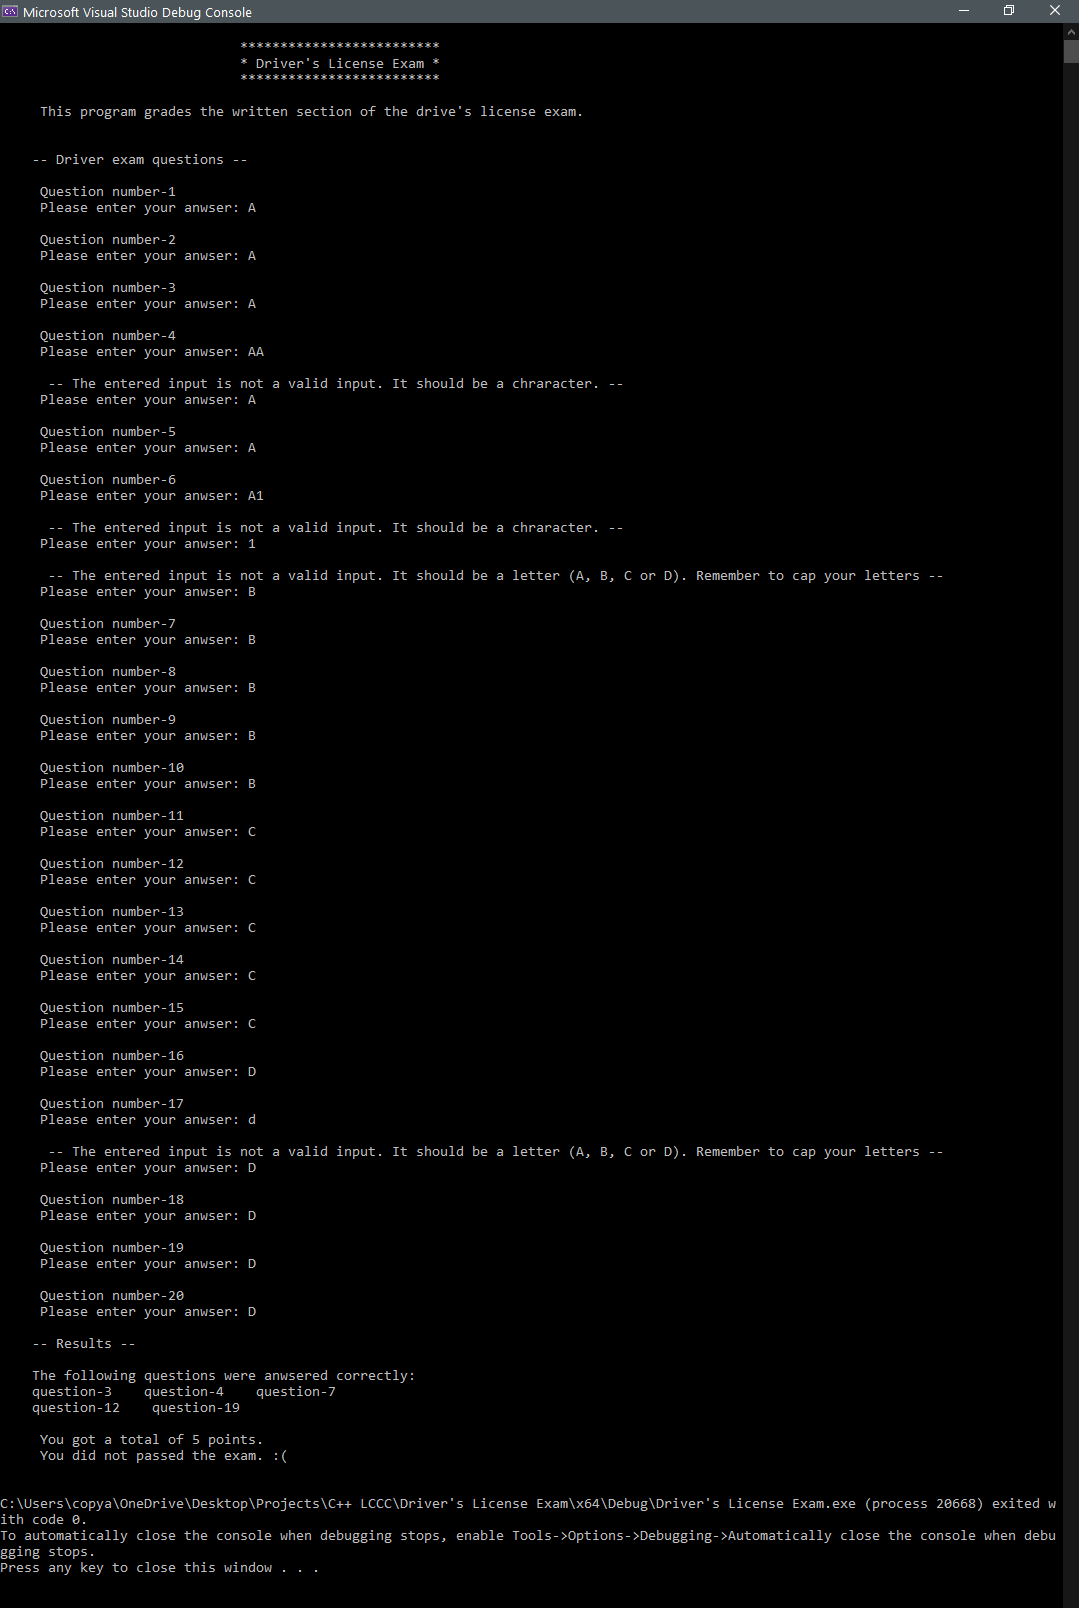 Microsoft Visual Studio Debug Console
*************************
* Driver's License Exam *
*************************
This program grades the written section of the drive's license exam.
-- Driver exam questions --
Question number-1
Please enter your anwser: A
Question number-2
Please enter your anwser: A
Question number-3
Please enter your anwser: A
Question number-4
Please enter your anwser: AA
-- The entered input is not a valid input. It should be a chraracter. --
Please enter your anwser: A
Question number-5
Please enter your anwser: A
Question number-6
Please enter your anwser: A1
-- The entered input is not a valid input. It should be a chraracter. --
Please enter your anwser: 1
-- The entered input is not a valid input. It should be a letter (A, B, C or D). Remember to cap your letters --
Please enter your anwser: B
Question number-7
Please enter your anwser: B
Question number-8
Please enter your anwser: B
Question number-9
Please enter your anwser: B
Question number-10
Please enter your anwser: B
Question number-11
Please enter your anwser: C
Question number-12
Please enter your anwser: C
Question number-13
Please enter your anwser: C
Question number-14
Please enter your anwser: C
Question number-15
Please enter your anwser: C
Question number-16
Please enter your anwser: D
Question number-17
Please enter your anwser: d
-- The entered input is not a valid input. It should be a letter (A, B, C or D). Remember to cap your letters --
Please enter your anwser: D
Question number-18
Please enter your anwser: D
Question number-19
Please enter your anwser: D
Question number-20
Please enter your anwser: D
-- Results --
The following questions were anwsered correctly:
question-3    question-4    question-7
question-12    question-19
You got a total of 5 points.
You did not passed the exam. :(
C:\Users\copya\OneDrive\Desktop\Projects\C++ LCCC\Driver's License Exam\x64\Debug\Driver's License Exam.exe (process 20668) exited w
ith code 0.
To automatically close the console when debugging stops, enable Tools->Options->Debugging->Automatically close the console when debu
gging stops.
Press any key to close this window . . .